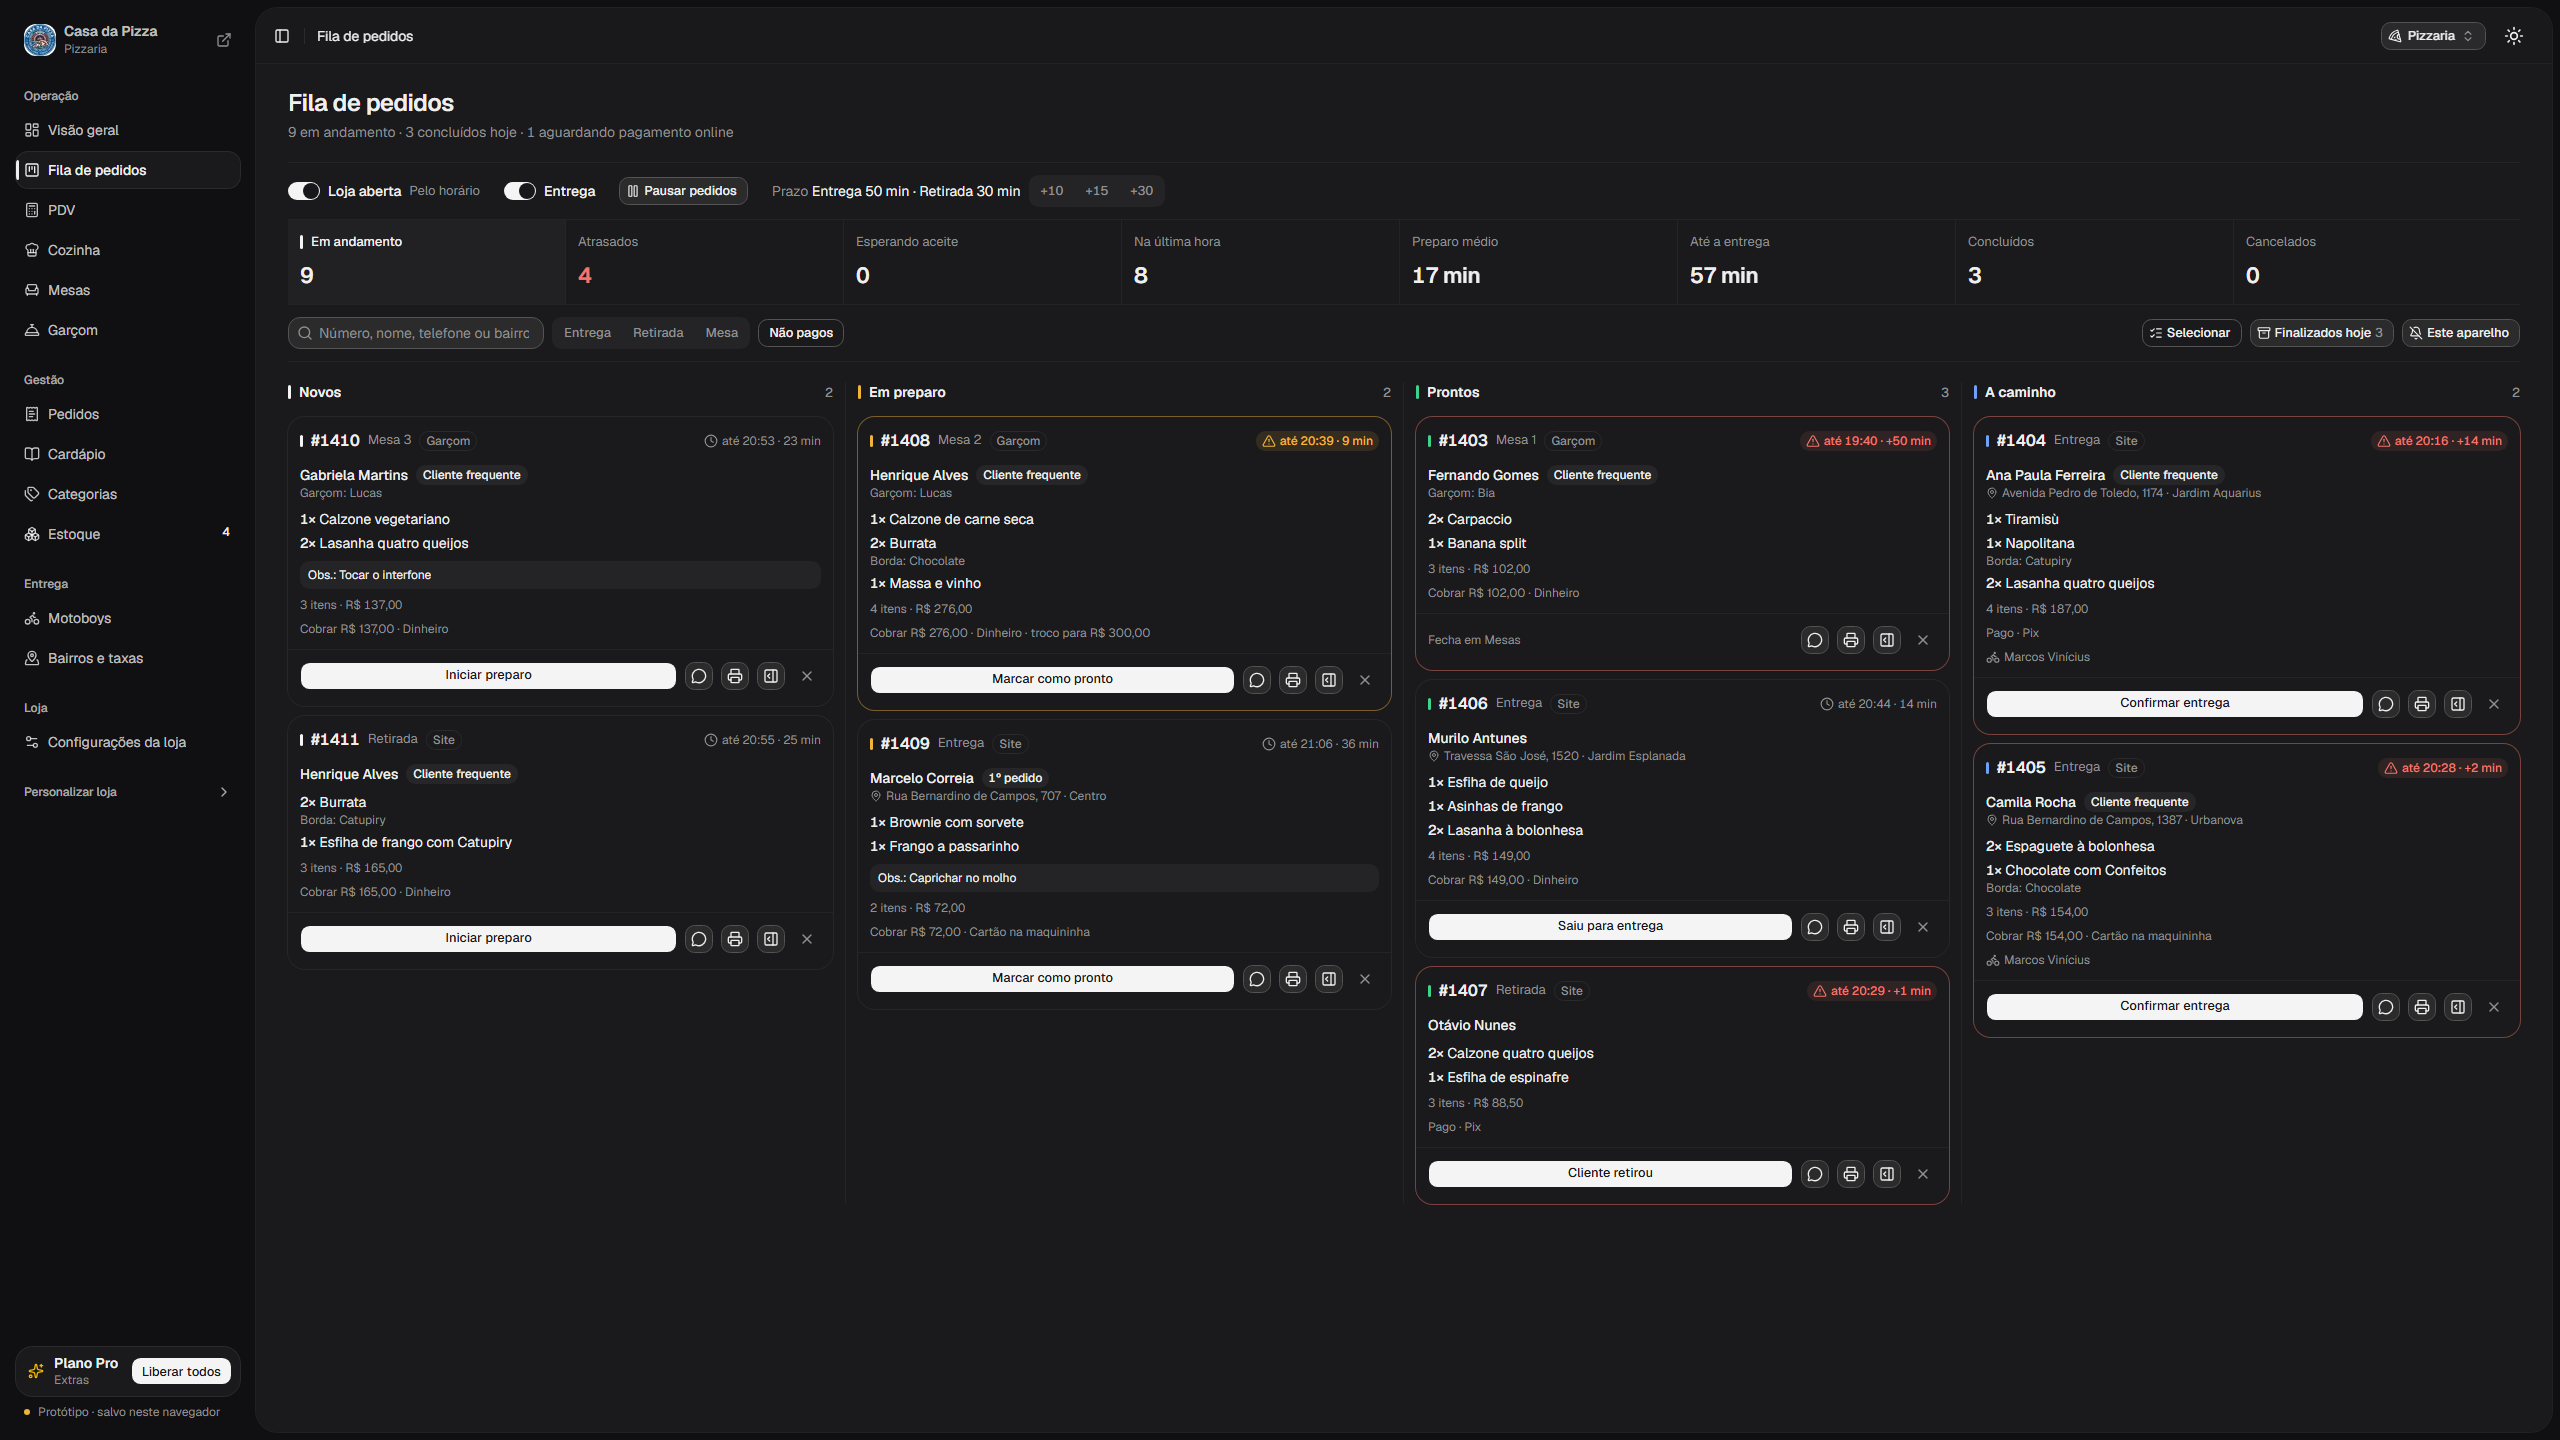 Casa da Pizza
Pizzaria
Operação
Visão geral
Fila de pedidos
PDV
Cozinha
Mesas
Garçom
Gestão
Pedidos
Cardápio
Categorias
Estoque 4
Entrega
Motoboys
Bairros e taxas
Loja
Configurações da loja
Personalizar loja
Plano Pro
Extras
Liberar todos
Protótipo · salvo neste navegador
Fila de pedidos
Pizzaria
Fila de pedidos
9 em andamento · 3 concluídos hoje · 1 aguardando pagamento online
Loja aberta Pelo horário Entrega Pausar pedidos Prazo Entrega 50 min · Retirada 30 min +10 +15 +30
Em andamento
9
Atrasados
4
Esperando aceite
0
Na última hora
8
Preparo médio
17 min
Até a entrega
57 min
Concluídos
3
Cancelados
0
Número, nome, telefone ou bairro Entrega Retirada Mesa Não pagos Selecionar Finalizados hoje 3 Este aparelho
Novos 2
#1410 Mesa 3 Garçom até 20:53 · 23 min
Gabriela Martins Cliente frequente
Garçom: Lucas
1× Calzone vegetariano
2× Lasanha quatro queijos
Obs.: Tocar o interfone
3 itens · R$ 137,00
Cobrar R$ 137,00 · Dinheiro
Iniciar preparo
#1411 Retirada Site até 20:55 · 25 min
Henrique Alves Cliente frequente
2× Burrata
Borda: Catupiry
1× Esfiha de frango com Catupiry
3 itens · R$ 165,00
Cobrar R$ 165,00 · Dinheiro
Iniciar preparo
Em preparo 2
#1408 Mesa 2 Garçom até 20:39 · 9 min
Henrique Alves Cliente frequente
Garçom: Lucas
1× Calzone de carne seca
2× Burrata
Borda: Chocolate
1× Massa e vinho
4 itens · R$ 276,00
Cobrar R$ 276,00 · Dinheiro · troco para R$ 300,00
Marcar como pronto
#1409 Entrega Site até 21:06 · 36 min
Marcelo Correia 1º pedido
Rua Bernardino de Campos, 707 · Centro
1× Brownie com sorvete
1× Frango a passarinho
Obs.: Caprichar no molho
2 itens · R$ 72,00
Cobrar R$ 72,00 · Cartão na maquininha
Marcar como pronto
Prontos 3
#1403 Mesa 1 Garçom até 19:40 · +50 min
Fernando Gomes Cliente frequente
Garçom: Bia
2× Carpaccio
1× Banana split
3 itens · R$ 102,00
Cobrar R$ 102,00 · Dinheiro
Fecha em Mesas
#1406 Entrega Site até 20:44 · 14 min
Murilo Antunes
Travessa São José, 1520 · Jardim Esplanada
1× Esfiha de queijo
1× Asinhas de frango
2× Lasanha à bolonhesa
4 itens · R$ 149,00
Cobrar R$ 149,00 · Dinheiro
Saiu para entrega
#1407 Retirada Site até 20:29 · +1 min
Otávio Nunes
2× Calzone quatro queijos
1× Esfiha de espinafre
3 itens · R$ 88,50
Pago · Pix
Cliente retirou
A caminho 2
#1404 Entrega Site até 20:16 · +14 min
Ana Paula Ferreira Cliente frequente
Avenida Pedro de Toledo, 1174 · Jardim Aquarius
1× Tiramisù
1× Napolitana
Borda: Catupiry
2× Lasanha quatro queijos
4 itens · R$ 187,00
Pago · Pix
Marcos Vinícius
Confirmar entrega
#1405 Entrega Site até 20:28 · +2 min
Camila Rocha Cliente frequente
Rua Bernardino de Campos, 1387 · Urbanova
2× Espaguete à bolonhesa
1× Chocolate com Confeitos
Borda: Chocolate
3 itens · R$ 154,00
Cobrar R$ 154,00 · Cartão na maquininha
Marcos Vinícius
Confirmar entrega